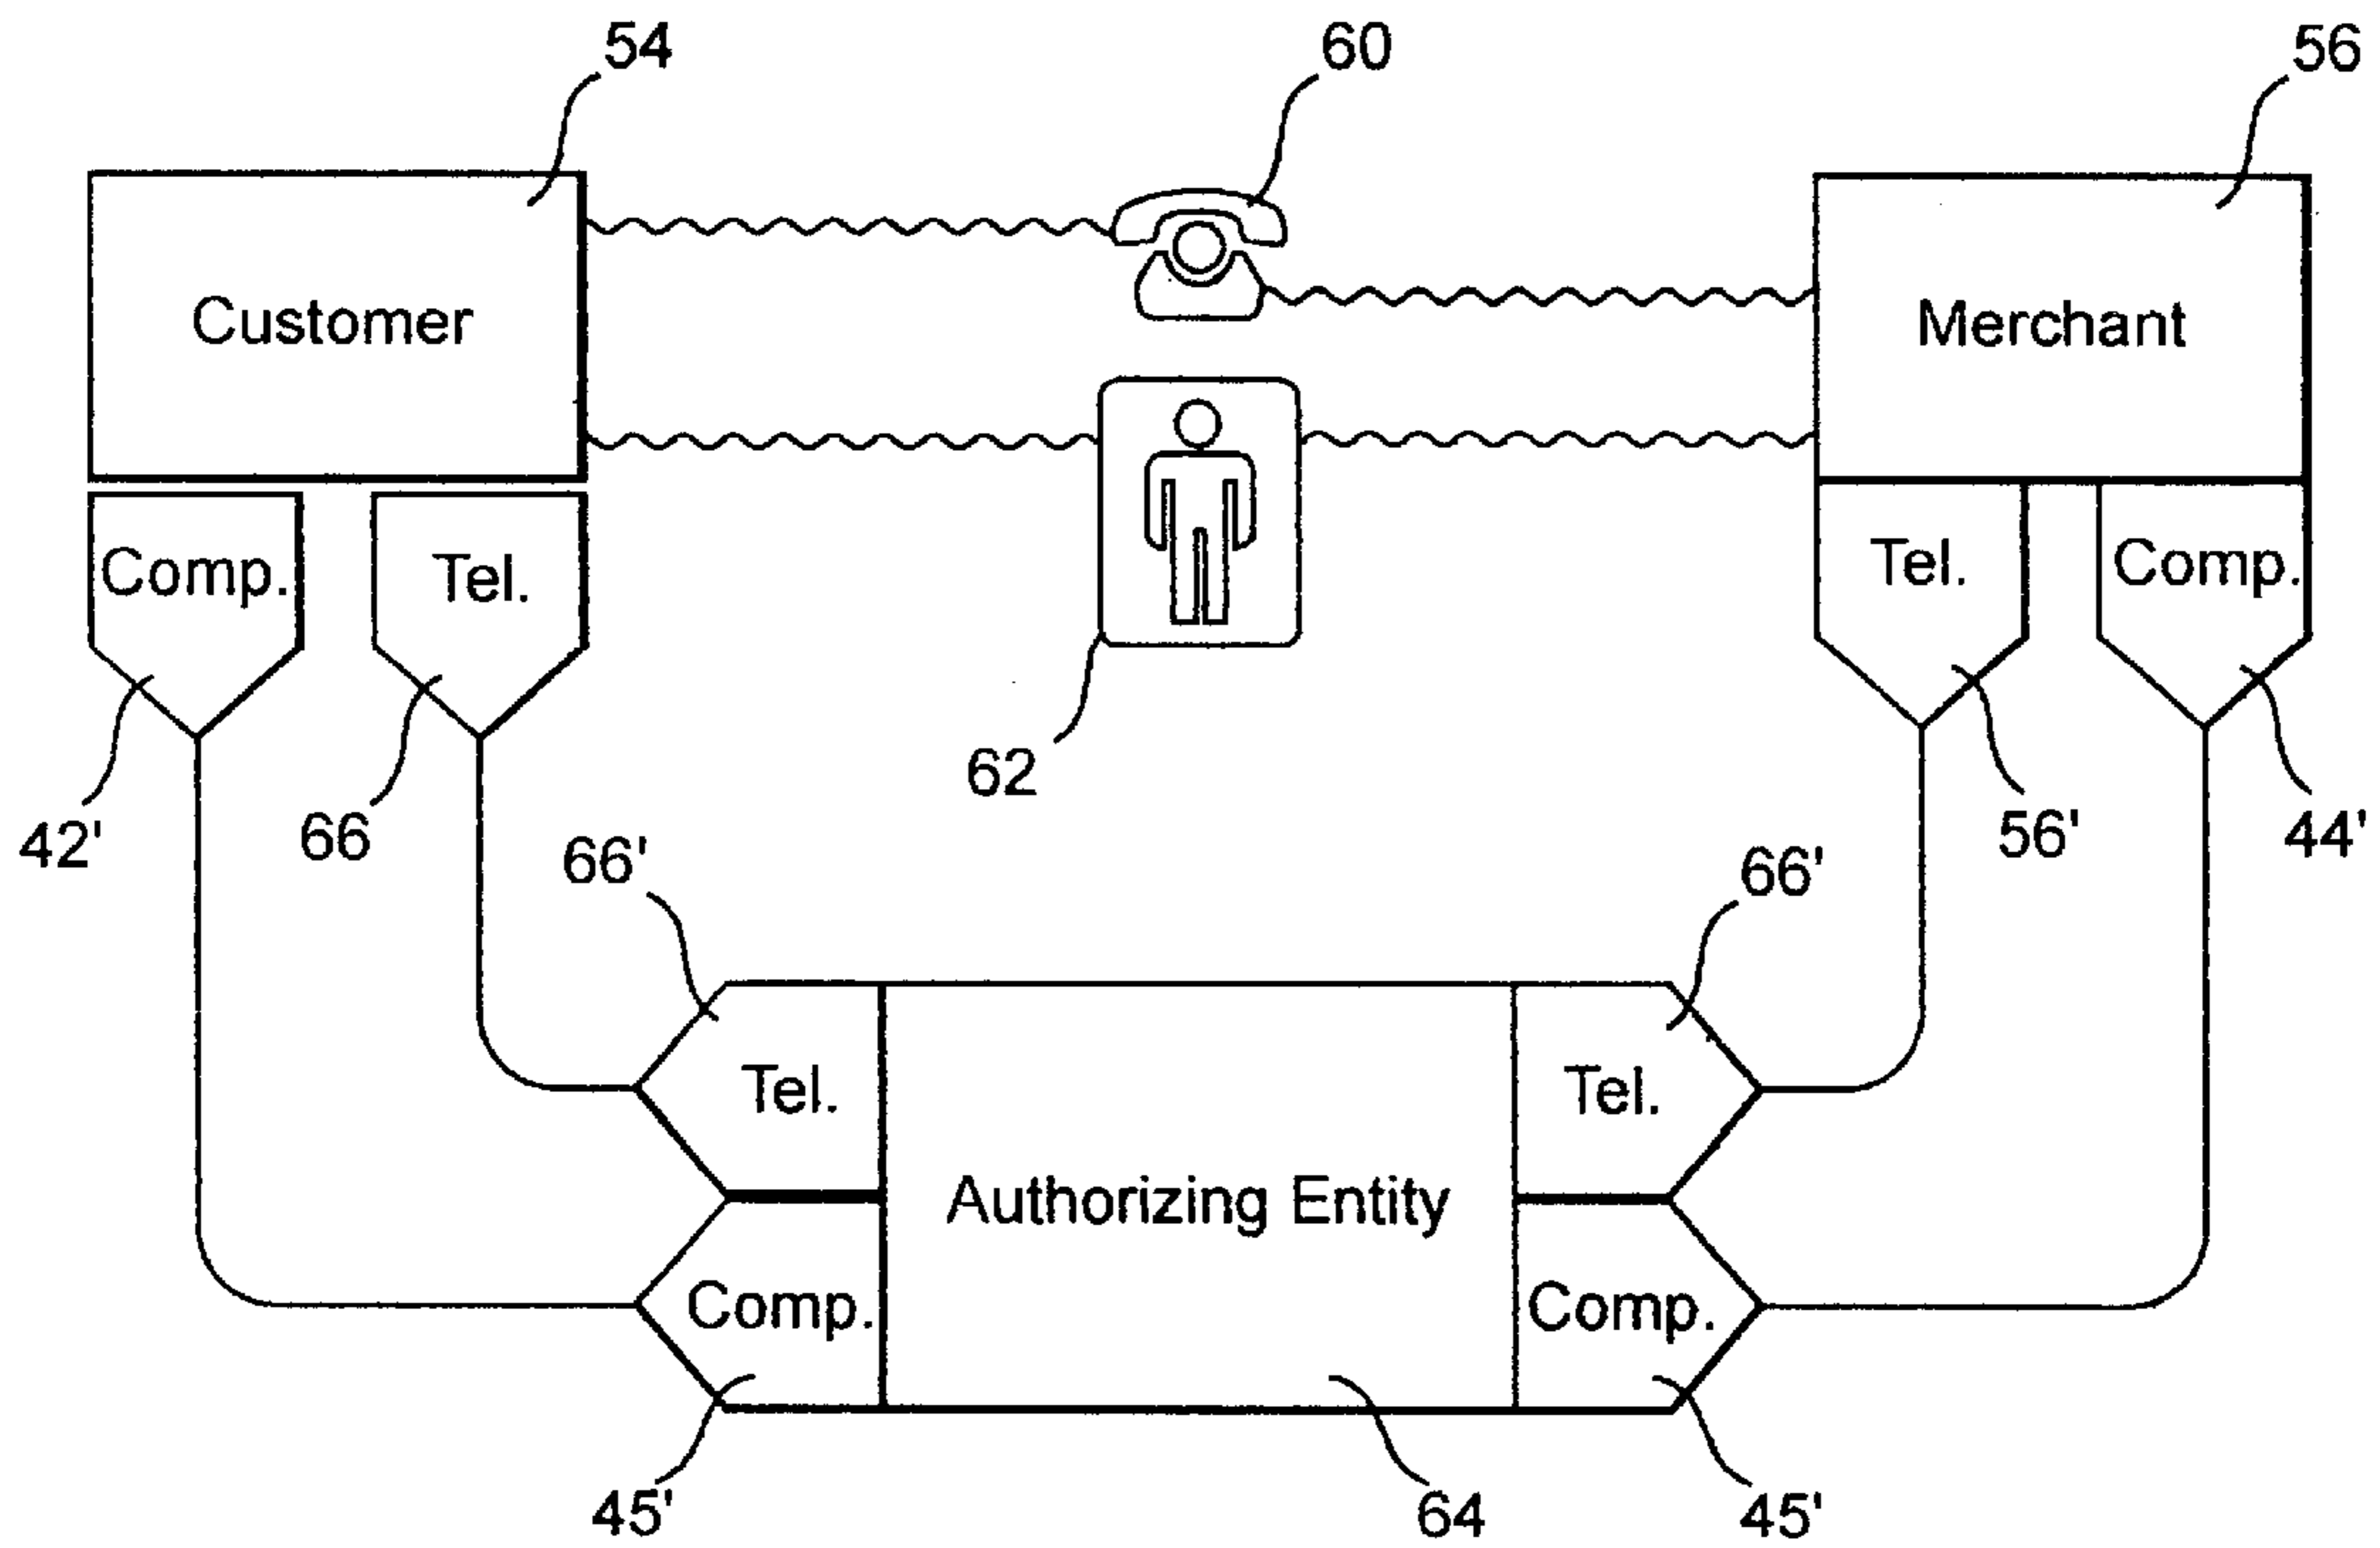 54
60
56
Customer
Merchant
Comp.
Tel.
Tel.
Comp.
62
42'
66
66'
66'
56'
44'
Tel.
Tel.
Authorizing Entity
Comp.
Comp.
45'
64
45'